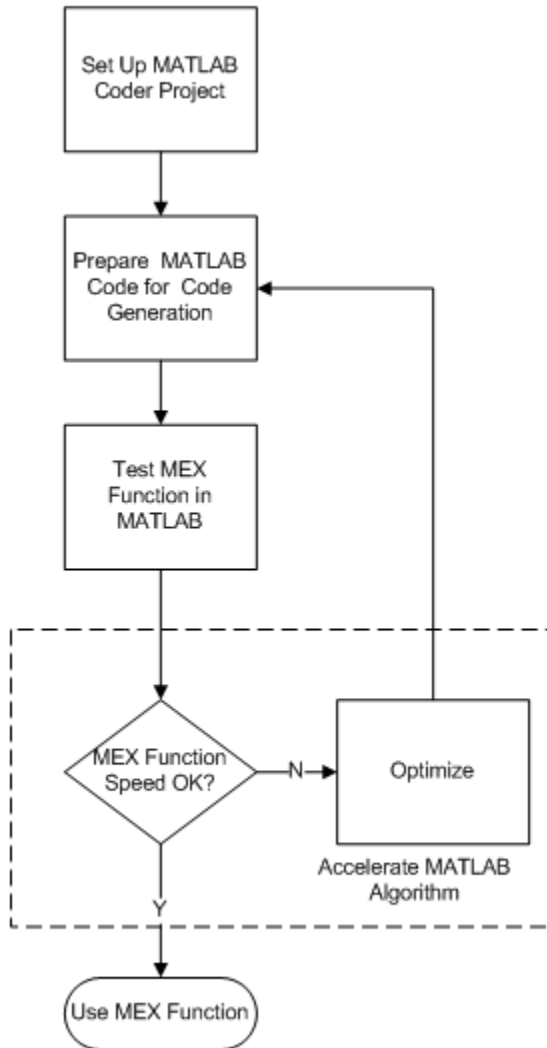 Set Up MATLAB
Coder Project
Prepare MATLAB
Code for Code
Generation
Test MEX
Function in
MATLAB
MEX Function
Speed OK?
N
Optimize
Accelerate MATLAB
Algorithm
Y
Use MEX Function